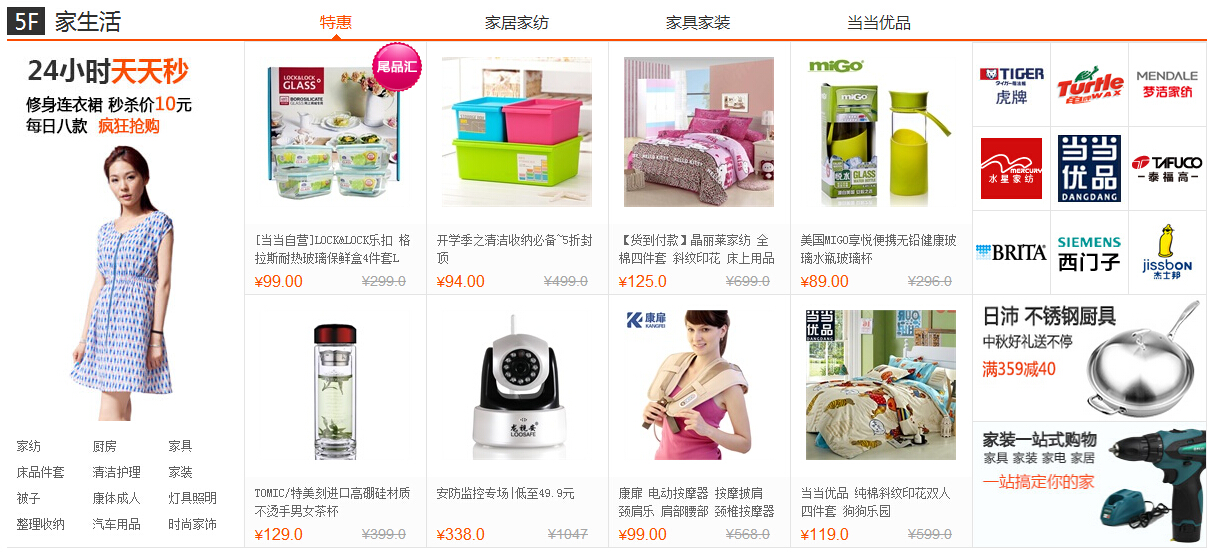 5F 家生活
特惠 家居家纺 家具家装 当当优品
24小时天天秒
修身连衣裙 秒杀价10元
每日八款 疯狂抢购
家纺 厨房 家具
床品件套 清洁护理 家装
被子 康体成人 灯具照明
整理收纳 汽车用品 时尚家饰
尾品汇
LOCK&LOCK
GLASS
BOROSILICATE
[当当自营]LOCK&LOCK乐扣 格
拉斯耐热玻璃保鲜盒4件套L
¥99.00 ¥299.0
开学季之清洁收纳必备~5折封
顶
¥94.00 ¥499.0
HELLO KITTY
【货到付款】晶丽莱家纺 全
棉四件套 斜纹印花 床上用品
¥125.0 ¥699.0
miGo
miGo
GLASS
美国MIGO享悦便携无铅健康玻
璃水瓶玻璃杯
¥89.00 ¥296.0
TOMIC/特美刻进口高硼硅材质
不烫手男女茶杯
¥129.0 ¥399.0
龙视安
LOOSAFE
安防监控专场|低至49.9元
¥338.0 ¥1047
康扉
KANGFEI
康扉 电动按摩器 按摩披肩
颈肩乐 肩部腰部 颈椎按摩器
¥99.00 ¥568.0
当当
优品
当当优品 纯棉斜纹印花双人
四件套 狗狗乐园
¥119.0 ¥599.0
TIGER
虎牌
Turtle
龟牌WAX
MENDALE
梦洁家纺
MERCURY
水星家纺
当当
优品
DANGDANG
TAFUCO
泰福高
BRITA
SIEMENS
西门子
jissbon
杰士邦
日沛 不锈钢厨具
中秋好礼送不停
满359减40
家装一站式购物
家具 家装 家电 家居
一站搞定你的家